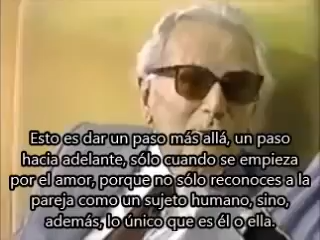 Esto es dar un paso más allá, un paso
hacia adelante, sólo cuando se empieza
por el amor, porque no sólo reconoces a la
pareja como un sujeto humano, sino,
además, lo único que es él o ella.